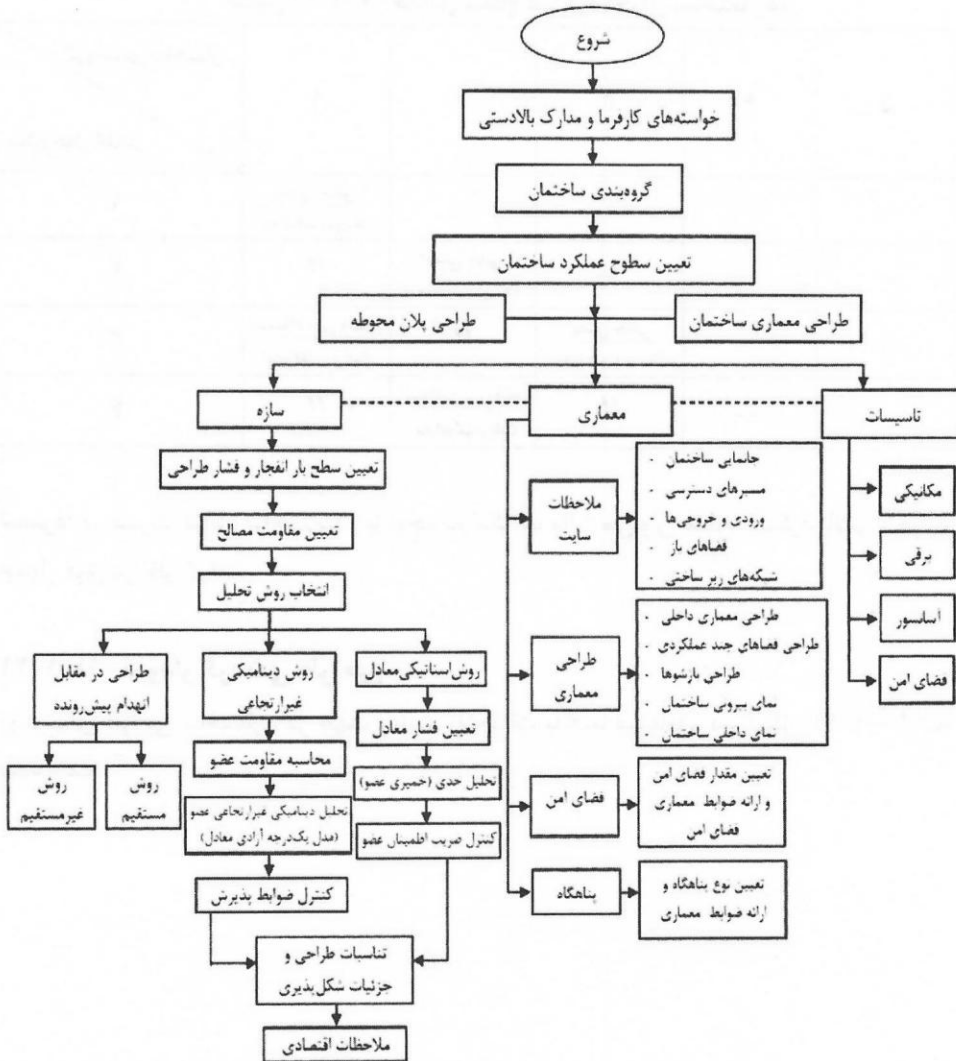 شروع
خواسته‌های کارفرما و مدارک بالادستی
گروه‌بندی ساختمان
تعیین سطوح عملکرد ساختمان
طراحی معماری ساختمان
طراحی پلان محوطه
سازه
معماری
تاسیسات
تعیین سطح بار انفجار و فشار طراحی
تعیین مقاومت مصالح
انتخاب روش تحلیل
روش استاتیکی معادل
تعیین فشار معادل
تحلیل حدی (خمیری عضو)
کنترل ضریب اطمینان عضو
روش دینامیکی
غیرارتجاعی
محاسبه مقاومت عضو
تحلیل دینامیکی غیرارتجاعی عضو
(مدل یک‌درجه آزادی معادل)
کنترل ضوابط پذیرش
طراحی در مقابل
انهدام پیش‌رونده
روش
مستقیم
روش
غیرمستقیم
تناسبات طراحی و
جزئیات شکل‌پذیری
ملاحظات اقتصادی
ملاحظات
سایت
· جانمایی ساختمان
· مسیرهای دسترسی
· ورودی و خروجی‌ها
· فضاهای باز
· شبکه‌های زیر ساختی
طراحی
معماری
· طراحی معماری داخلی
· طراحی فضاهای چند عملکردی
· طراحی بازشوها
· نمای بیرونی ساختمان
· نمای داخلی ساختمان
فضای امن
تعیین مقدار فضای امن
و ارائه ضوابط معماری
فضای امن
پناهگاه
تعیین نوع پناهگاه و
ارائه ضوابط معماری
مکانیکی
برقی
آسانسور
فضای امن